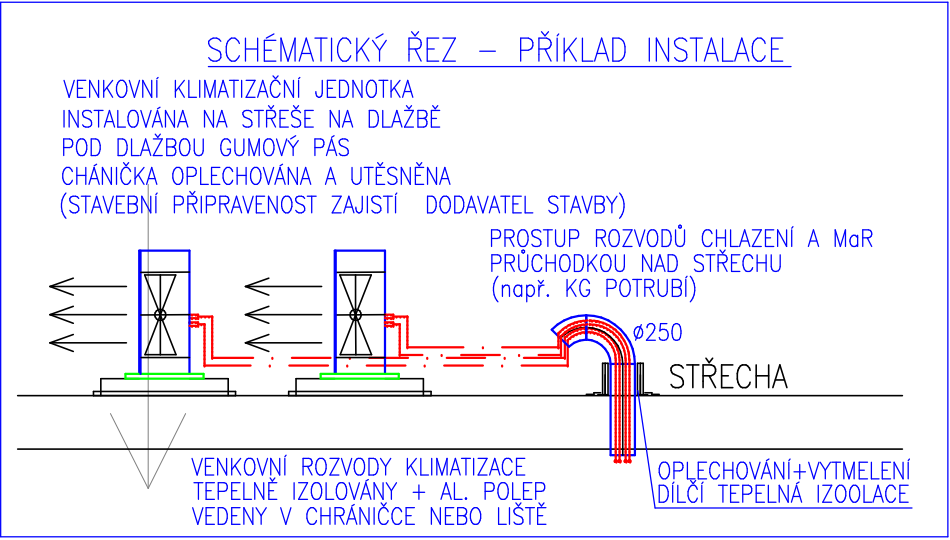 SCHÉMATICKÝ ŘEZ – PŘÍKLAD INSTALACE
VENKOVNÍ KLIMATIZAČNÍ JEDNOTKA
INSTALOVÁNA NA STŘEŠE NA DLAŽBĚ
POD DLAŽBOU GUMOVÝ PÁS
CHÁNIČKA OPLECHOVÁNA A UTĚSNĚNA
(STAVEBNÍ PŘIPRAVENOST ZAJISTÍ DODAVATEL STAVBY)
PROSTUP ROZVODŮ CHLAZENÍ A MaR
PRŮCHODKOU NAD STŘECHU
(např. KG POTRUBÍ)
ø250
STŘECHA
VENKOVNÍ ROZVODY KLIMATIZACE
TEPELNĚ IZOLOVÁNY + AL. POLEP
VEDENY V CHRÁNIČCE NEBO LIŠTĚ
OPLECHOVÁNÍ+VYTMELENÍ
DÍLČÍ TEPELNÁ IZOOLACE